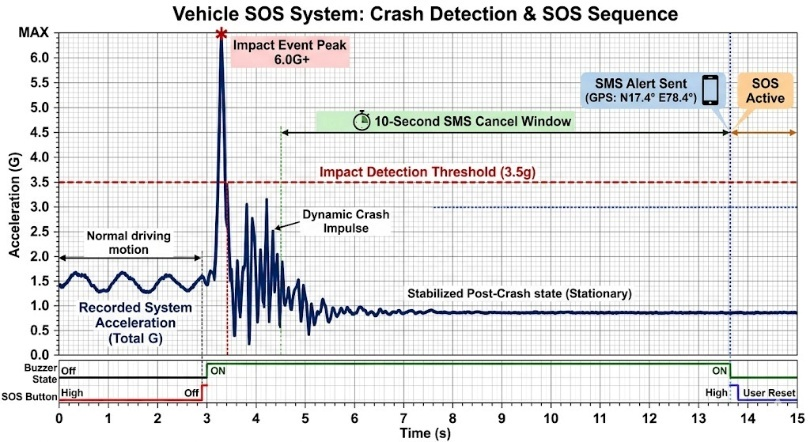 Vehicle SOS System: Crash Detection & SOS Sequence
MAX
6.0
5.5
5.0
4.5
4.0
3.5
3.0
2.5
2.0
1.5
1.0
0.5
0.0
Acceleration (G)
Impact Event Peak
6.0G+
SMS Alert Sent
(GPS: N17.4° E78.4°)
SOS
Active
10-Second SMS Cancel Window
Impact Detection Threshold (3.5g)
Normal driving
motion
Dynamic Crash
Impulse
Recorded System
Acceleration
(Total G)
Stabilized Post-Crash state (Stationary)
Buzzer
State
Off
ON
ON
SOS Button
High
Off
High
User Reset
0 1 2 3 4 5 6 7 8 9 10 11 12 13 14 15
Time (s)